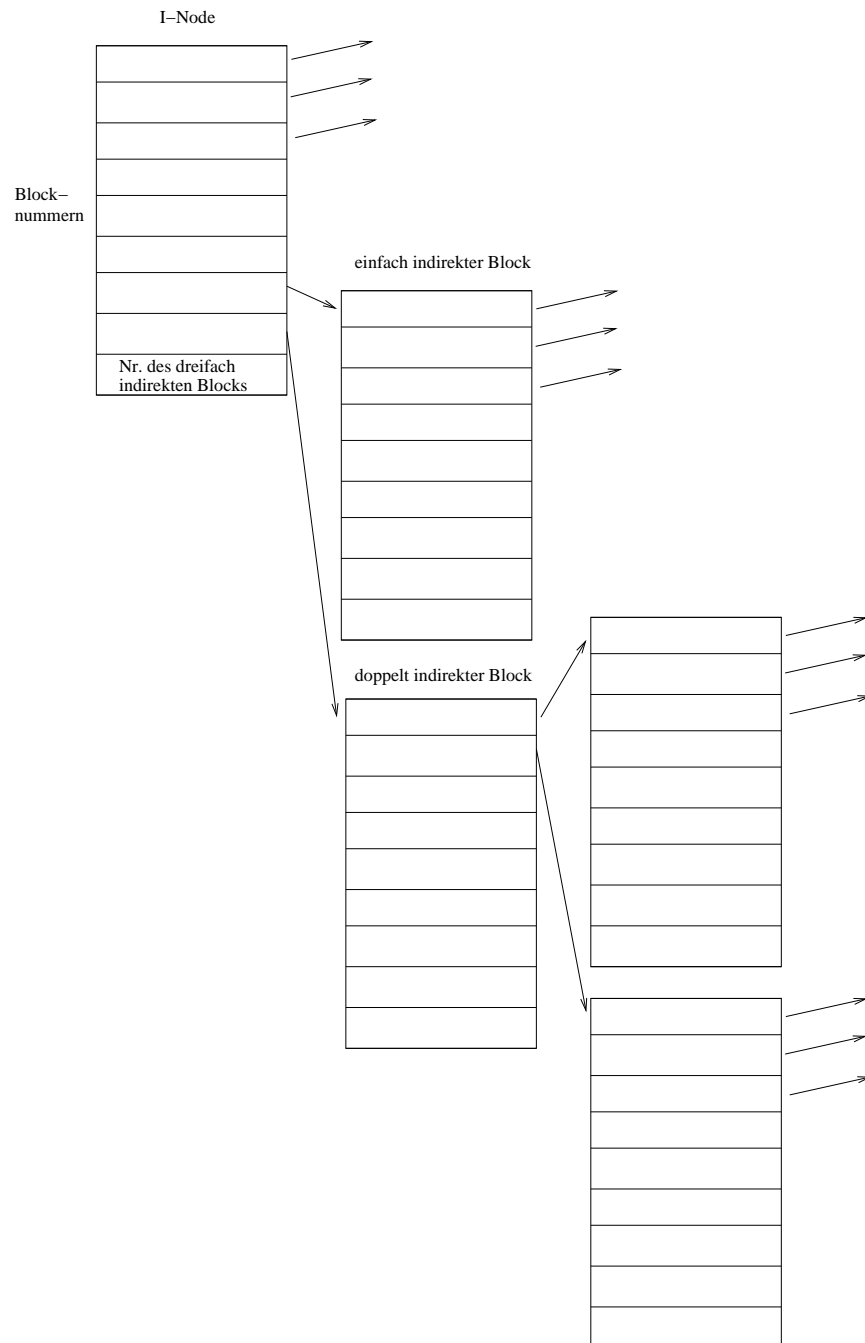 I−Node
Block−
nummern
einfach indirekter Block
Nr. des dreifach
indirekten Blocks
doppelt indirekter Block